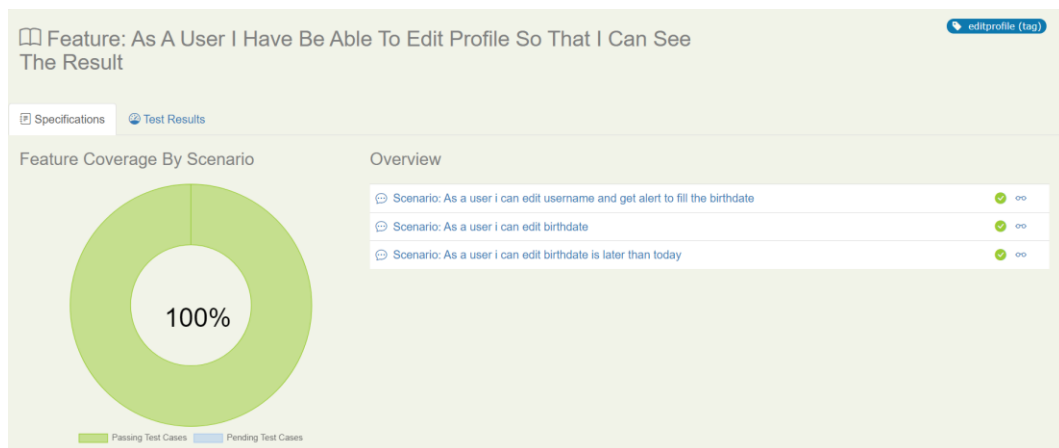 editprofile (tag)
Feature: As A User I Have Be Able To Edit Profile So That I Can See
The Result
Specifications
Test Results
Feature Coverage By Scenario
Overview
Scenario: As a user i can edit username and get alert to fill the birthdate
Scenario: As a user i can edit birthdate
Scenario: As a user i can edit birthdate is later than today
100%
Passing Test Cases
Pending Test Cases